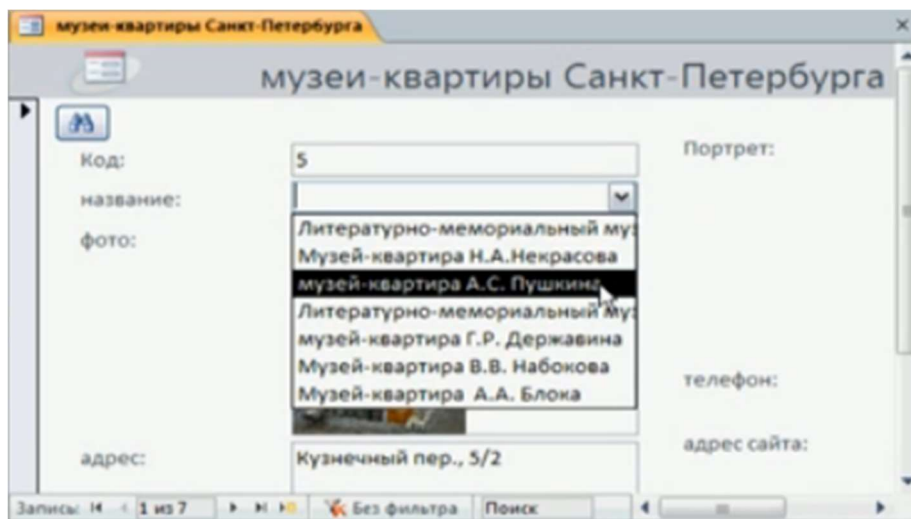 музеи-квартиры Санкт-Петербурга
музеи-квартиры Санкт-Петербурга
Код:
5
Портрет:
название:
фото:
Литературно-мемориальный му
Музей-квартира Н.А.Некрасова
музей-квартира А.С. Пушкина
Литературно-мемориальный му
музей-квартира Г.Р. Державина
Музей-квартира В.В. Набокова
Музей-квартира А.А. Блока
телефон:
адрес сайта:
адрес:
Кузнечный пер., 5/2
Запись: 1 из 7 Без фильтра Поиск